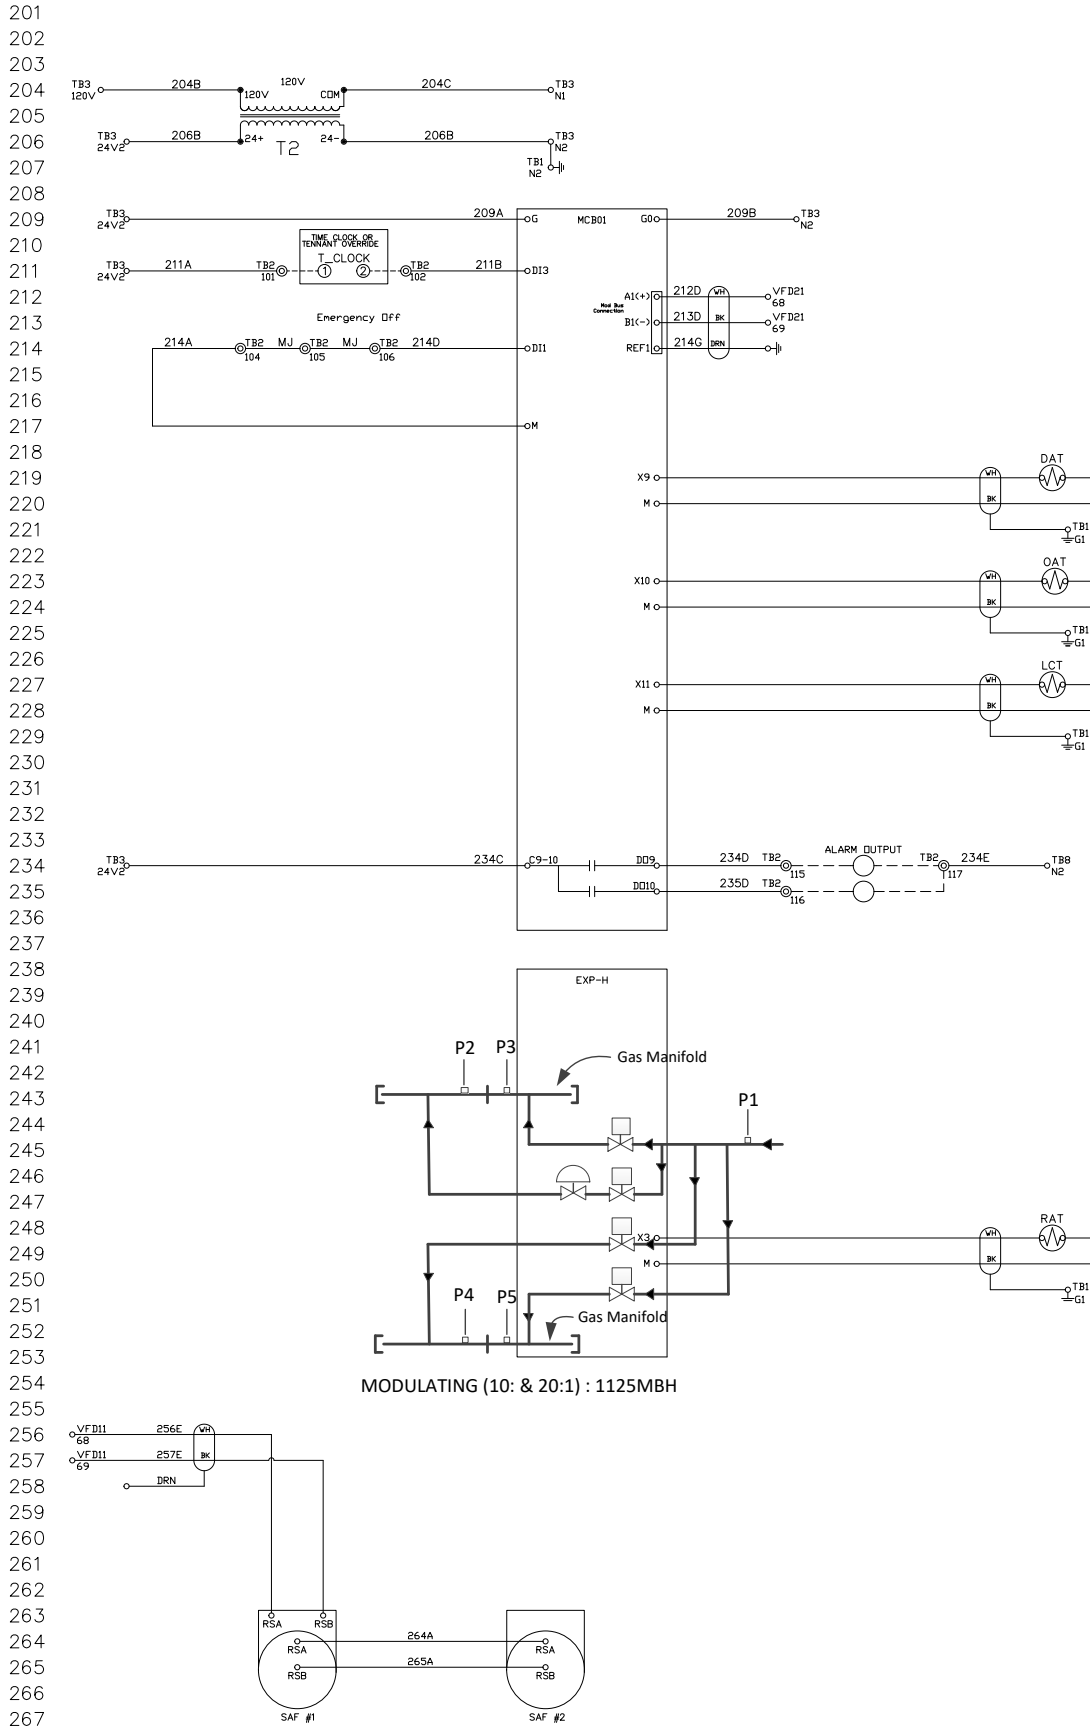 201
202
203
120V
204 TB3 204B 120V COM 204C TB3
120V N1
205
206 TB3 206B 24+ T2 24- 206B TB3
24V2 N2
207 TB1
N2
208
209 TB3 209A G MCB01 G0 209B TB3
24V2 N2
210 TIME CLOCK OR
TENNANT OVERRIDE
T_CLOCK
211 TB3 211A TB2 1 2 TB2 211B DI3
24V2 101 102
212 A1(+) 212D WH VFD21
68
Mod Bus
Connection
213 Emergency Off B1(-) 213D BK VFD21
69
214 214A TB2 MJ TB2 MJ TB2 214D DI1 REF1 214G DRN
104 105 106
215
216
217 M
218
DAT
219 X9 WH
220 M BK
221 TB1
G1
222
OAT
223 X10 WH
224 M BK
225 TB1
G1
226
LCT
227 X11 WH
228 M BK
229 TB1
G1
230
231
232
233
ALARM OUTPUT
234 TB3 234C C9-10 DO9 234D TB2 TB2 234E TB8
24V2 115 117 N2
235 DO10 235D TB2
116
236
237
238
EXP-H
239
240
241 P2 P3 Gas Manifold
242
243 P1
244
245
246
247
RAT
248 X3 WH
249 M BK
250 TB1
G1
251 P4 P5
252 Gas Manifold
253
254 MODULATING (10: & 20:1) : 1125MBH
255
256 VFD11 256E WH
68
257 VFD11 257E BK
69
258 DRN
259
260
261
262
263 RSA RSB
264 RSA 264A RSA
265 RSB 265A RSB
266
267 SAF #1 SAF #2